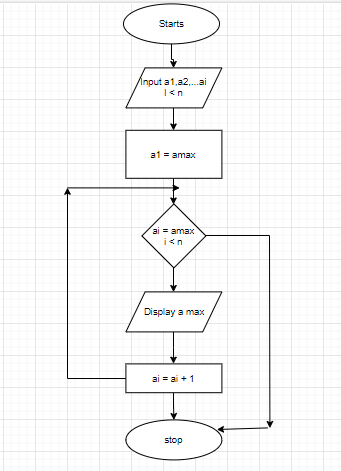 Starts
Input a1,a2,...ai
I < n
a1 = amax
ai = amax
i < n
Display a max
ai = ai + 1
stop